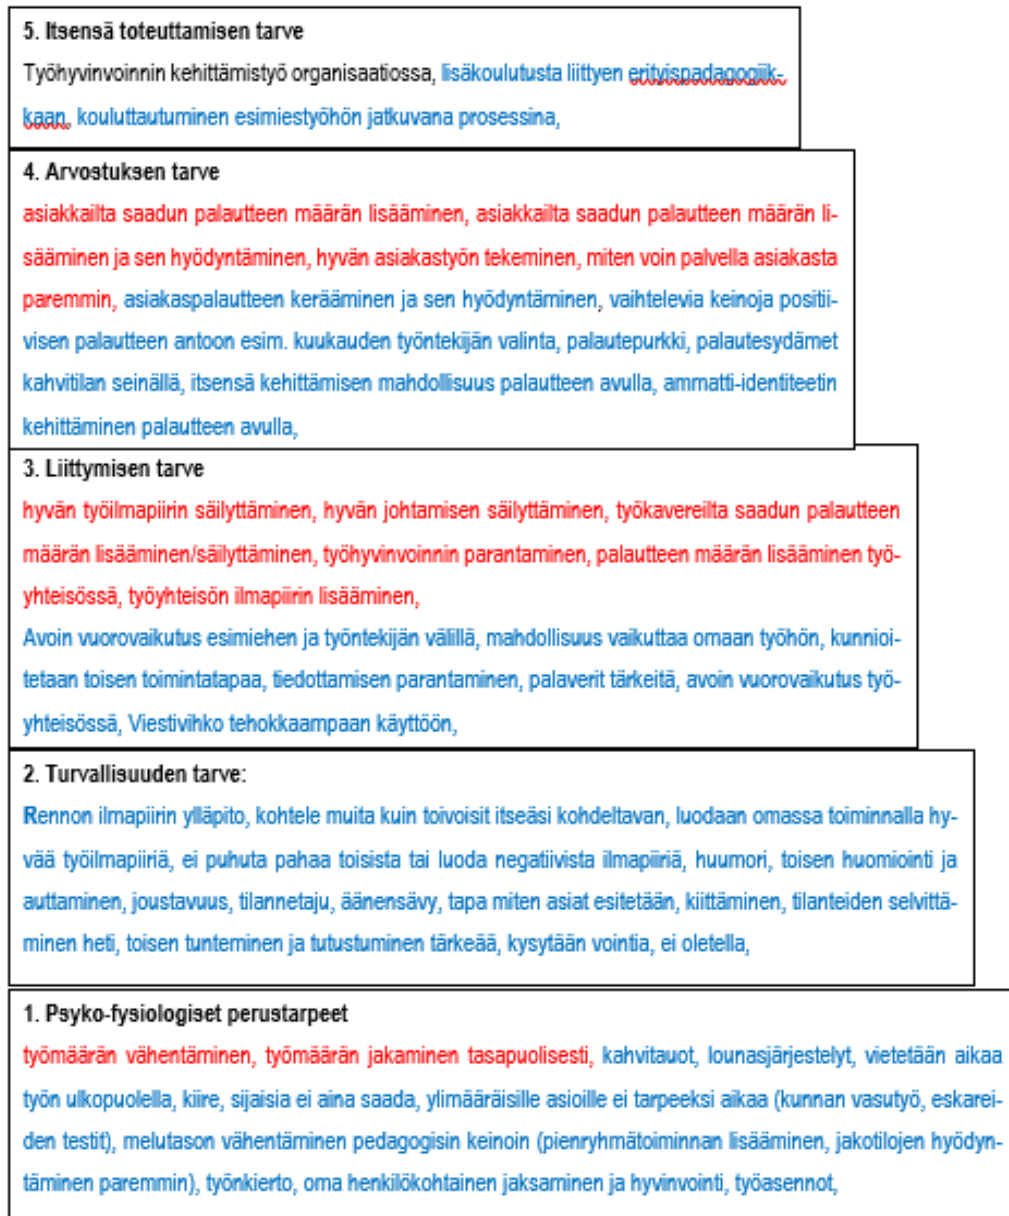 5. Itsensä toteuttamisen tarve
Työhyvinvoinnin kehittämistyö organisaatiossa, lisäkoulutusta liittyen erityispadagogiik-
kaan, kouluttautuminen esimiestyöhön jatkuvana prosessina,
4. Arvostuksen tarve
asiakkailta saadun palautteen määrän lisääminen, asiakkailta saadun palautteen määrän li-
sääminen ja sen hyödyntäminen, hyvän asiakastyön tekeminen, miten voin palvella asiakasta
paremmin, asiakaspalautteen kerääminen ja sen hyödyntäminen, vaihtelevia keinoja positii-
visen palautteen antoon esim. kuukauden työntekijän valinta, palautepurkki, palautesydämet
kahvitilan seinällä, itsensä kehittämisen mahdollisuus palautteen avulla, ammatti-identiteetin
kehittäminen palautteen avulla,
3. Liittymisen tarve
hyvän työilmapiirin säilyttäminen, hyvän johtamisen säilyttäminen, työkavereilta saadun palautteen
määrän lisääminen/säilyttäminen, työhyvinvoinnin parantaminen, palautteen määrän lisääminen työ-
yhteisössä, työyhteisön ilmapiirin lisääminen,
Avoin vuorovaikutus esimiehen ja työntekijän välillä, mahdollisuus vaikuttaa omaan työhön, kunnioi-
tetaan toisen toimintatapaa, tiedottamisen parantaminen, palaverit tärkeitä, avoin vuorovaikutus työ-
yhteisössä, Viestivihko tehokkaampaan käyttöön,
2. Turvallisuuden tarve:
Rennon ilmapiirin ylläpito, kohtele muita kuin toivoisit itseäsi kohdeltavan, luodaan omassa toiminnalla hy-
vää työilmapiiriä, ei puhuta pahaa toisista tai luoda negatiivista ilmapiiriä, huumori, toisen huomiointi ja
auttaminen, joustavuus, tilannetaju, äänensävy, tapa miten asiat esitetään, kiittäminen, tilanteiden selvittä-
minen heti, toisen tunteminen ja tutustuminen tärkeää, kysytään vointia, ei oletella,
1. Psyko-fysiologiset perustarpeet
työmäärän vähentäminen, työmäärän jakaminen tasapuolisesti, kahvitauot, lounasjärjestelyt, vietetään aikaa
työn ulkopuolella, kiire, sijaisia ei aina saada, ylimääräisille asioille ei tarpeeksi aikaa (kunnan vasutyö, eskarei-
den testit), melutason vähentäminen pedagogisin keinoin (pienryhmätoiminnan lisääminen, jakotilojen hyödyn-
täminen paremmin), työnkierto, oma henkilökohtainen jaksaminen ja hyvinvointi, työasennot,